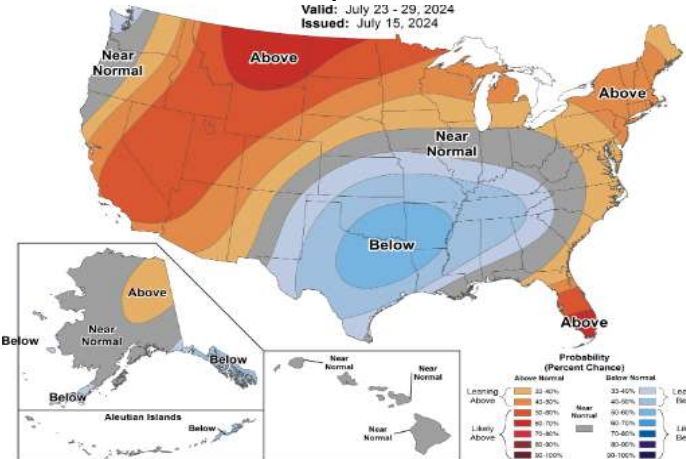 Valid: July 23 - 29, 2024
Issued: July 15, 2024
Near
Normal
Above
Above
Near
Normal
Below
Above
Above
Near
Normal
Below
Below
Below
Aleutian Islands
Below
Near
Normal
Near
Normal
Near
Normal
Probability
(Percent Chance)
Above Normal
Below Normal
Leaning
Above
33-40%
40-50%
33-40%
40-50%
Likely
Above
50-60%
60-70%
70-80%
80-90%
90-100%
Near
Normal
50-60%
60-70%
70-80%
80-90%
90-100%